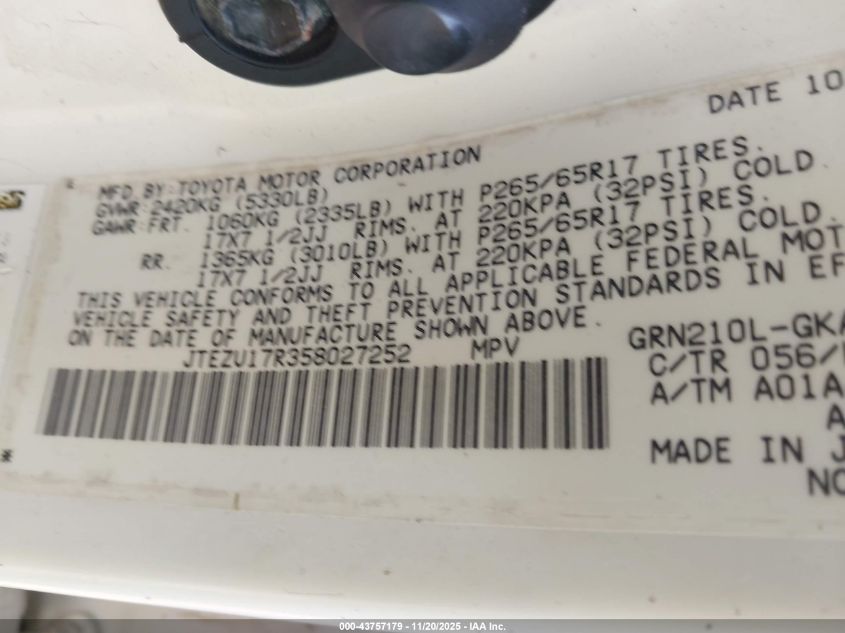 DATE 10
MFD BY:TOYOTA MOTOR CORPORATION
GVWR:2420KG (5330LB)
GAWR:FRT. 1060KG (2335LB) WITH P265/65R17 TIRES.
17X7 1/2JJ RIMS. AT 220KPA (32PSI) COLD.
RR. 1365KG (3010LB) WITH P265/65R17 TIRES.
17X7 1/2JJ RIMS. AT 220KPA (32PSI) COLD.
THIS VEHICLE CONFORMS TO ALL APPLICABLE FEDERAL MOT
VEHICLE SAFETY AND THEFT PREVENTION STANDARDS IN EF
ON THE DATE OF MANUFACTURE SHOWN ABOVE.
JTEZU17R358027252 MPV
GRN210L-GKA
C/TR 056/
A/TM A01A
A
MADE IN J
NO
000-43757179 - 11/20/2025 - IAA Inc.